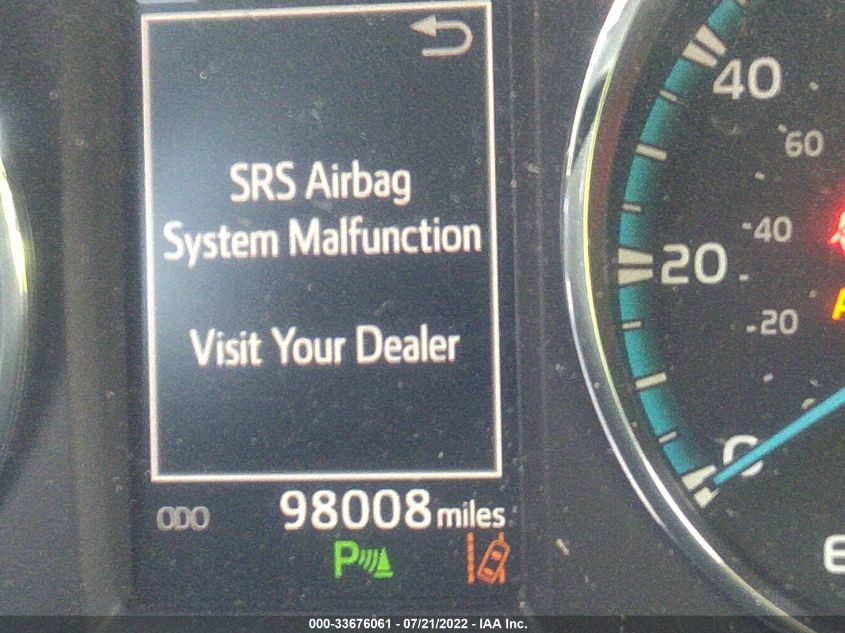 SRS Airbag
System Malfunction
Visit Your Dealer
ODO 98008 miles
P
40
60
40
20
20
0
000-33676061 - 07/21/2022 - IAA Inc.